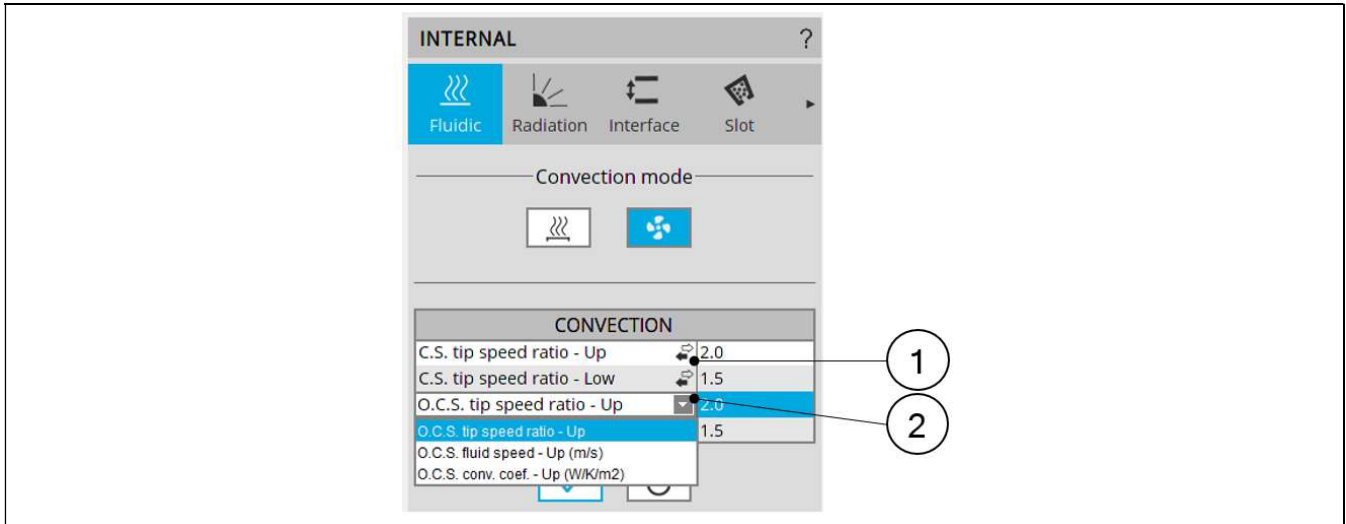 INTERNAL ?
Fluidic Radiation Interface Slot
Convection mode
CONVECTION
C.S. tip speed ratio - Up 2.0
C.S. tip speed ratio - Low 1.5
O.C.S. tip speed ratio - Up 2.0
O.C.S. tip speed ratio - Up 1.5
O.C.S. fluid speed - Up (m/s)
O.C.S. conv. coef. - Up (W/K/m2)
1
2